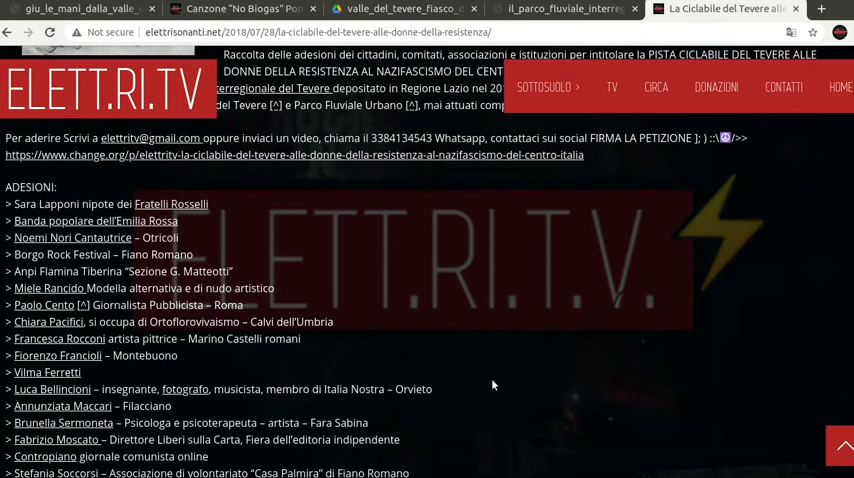 giu_le_mani_dalla_valle_c
Canzone "No Biogas" Pon
valle_del_tevere_fiasco_d
il_parco_fluviale_interreg
La Ciclabile del Tevere alle
Not secure | elettrisonanti.net/2018/07/28/la-ciclabile-del-tevere-alle-donne-della-resistenza/
Raccolta delle adesioni dei cittadini, comitati, associazioni e istituzioni per intitolare la PISTA CICLABILE DEL TEVERE ALLE
DONNE DELLA RESISTENZA AL NAZIFASCISMO DEL CENT
ELETT.RI.TV
SOTTOSUOLO › TV CIRCA DONAZIONI CONTATTI HOME
terregionale del Tevere depositato in Regione Lazio nel 201
del Tevere [^] e Parco Fluviale Urbano [^], mai attuati comp
Per aderire Scrivi a elettritv@gmail.com oppure inviaci un video, chiama il 3384134543 Whatsapp, contattaci sui social FIRMA LA PETIZIONE ]; ) ::\☮/>>
https://www.change.org/p/elettritv-la-ciclabile-del-tevere-alle-donne-della-resistenza-al-nazifascismo-del-centro-italia
ADESIONI:
> Sara Lapponi nipote dei Fratelli Rosselli
> Banda popolare dell'Emilia Rossa
> Noemi Nori Cantautrice – Otricoli
> Borgo Rock Festival – Fiano Romano
> Anpi Flamina Tiberina "Sezione G. Matteotti"
> Miele Rancido Modella alternativa e di nudo artistico
> Paolo Cento [^] Giornalista Pubblicista – Roma
> Chiara Pacifici, si occupa di Ortoflorovivaismo – Calvi dell'Umbria
> Francesca Rocconi artista pittrice – Marino Castelli romani
> Fiorenzo Francioli – Montebuono
> Vilma Ferretti
> Luca Bellincioni – insegnante, fotografo, musicista, membro di Italia Nostra – Orvieto
> Annunziata Maccari – Filacciano
> Brunella Sermoneta – Psicologa e psicoterapeuta – artista – Fara Sabina
> Fabrizio Moscato – Direttore Liberi sulla Carta, Fiera dell'editoria indipendente
> Contropiano giornale comunista online
> Stefania Soccorsi – Associazione di volontariato "Casa Palmira" di Fiano Romano
ELETT.RI.T.V.